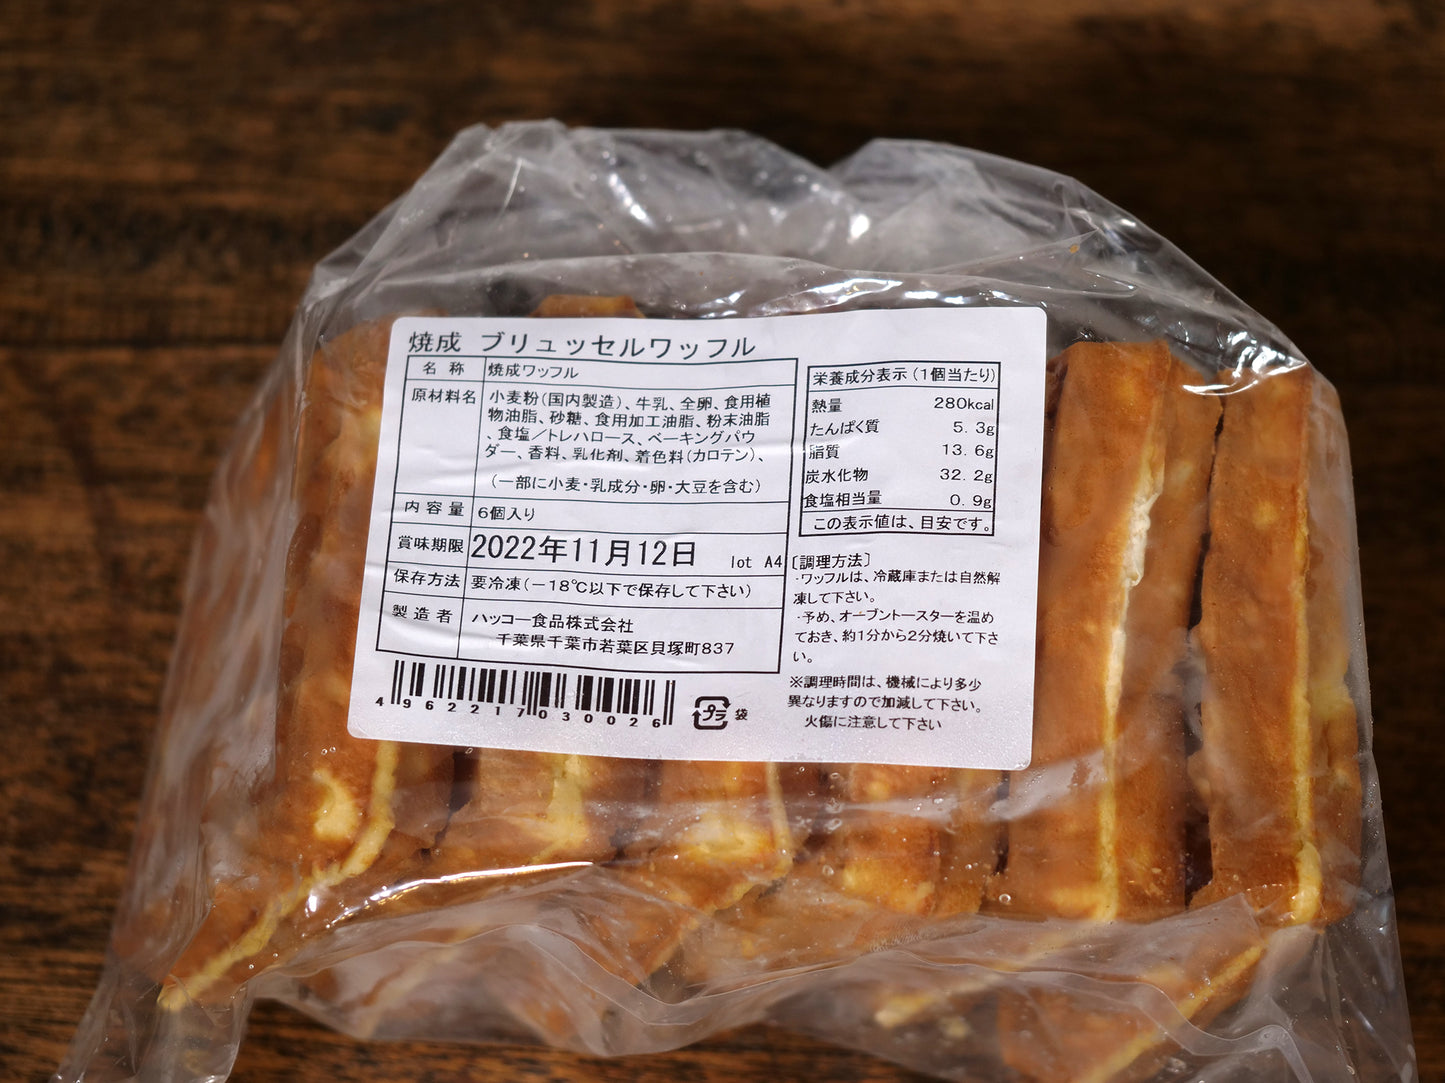 焼成 ブリュッセルワッフル
名称 焼成ワッフル
原材料名 小麦粉(国内製造)、牛乳、全卵、食用植
物油脂、砂糖、食用加工油脂、粉末油脂
、食塩／トレハロース、ベーキングパウ
ダー、香料、乳化剤、着色料(カロテン)、
(一部に小麦・乳成分・卵・大豆を含む)
内容量 6個入り
賞味期限 2022年11月12日 lot A4
保存方法 要冷凍(－18℃以下で保存して下さい)
製造者 ハッコー食品株式会社
千葉県千葉市若葉区貝塚町837
4962217030026
プラ 袋
栄養成分表示(1個当たり)
熱量 280kcal
たんぱく質 5.3g
脂質 13.6g
炭水化物 32.2g
食塩相当量 0.9g
この表示値は、目安です。
〔調理方法〕
・ワッフルは、冷蔵庫または自然解
凍して下さい。
・予め、オーブントースターを温め
ておき、約1分から2分焼いて下さ
い。
※調理時間は、機械により多少
異なりますので加減して下さい。
火傷に注意して下さい